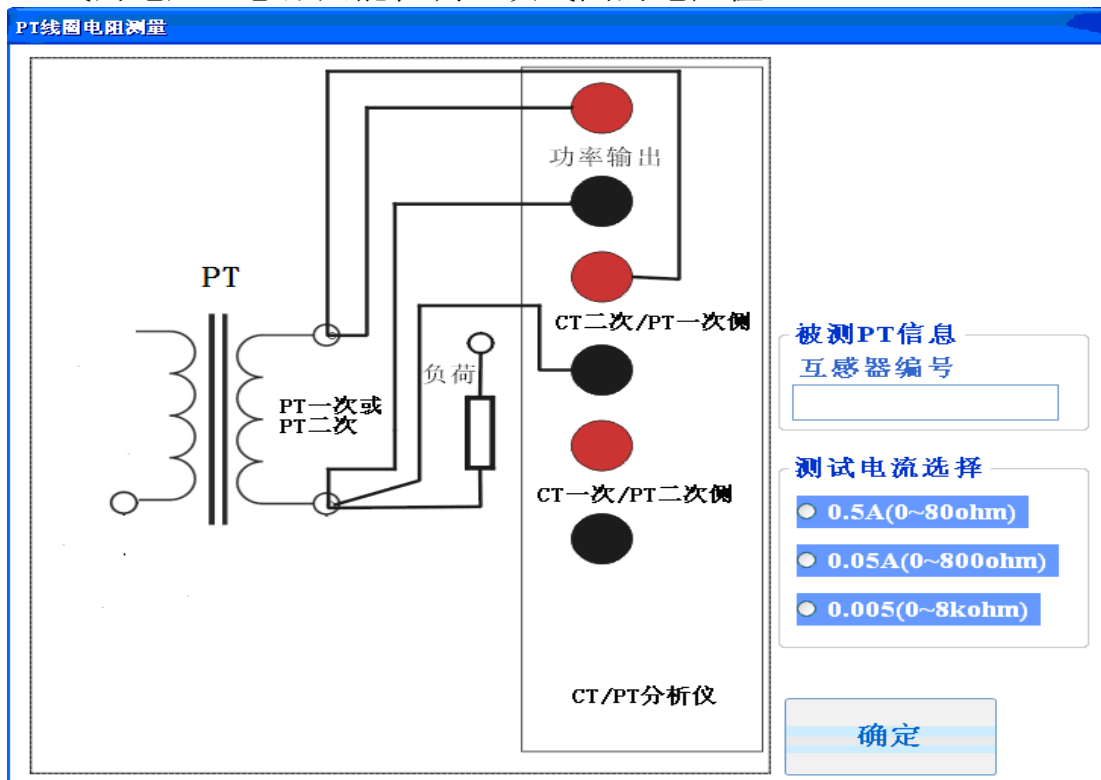 PT线圈电阻测量
功率输出
PT
CT二次/PT一次侧
负荷
PT一次或
PT二次
CT一次/PT二次侧
CT/PT分析仪
被测PT信息
互感器编号
测试电流选择
0.5A(0~80ohm)
0.05A(0~800ohm)
0.005(0~8kohm)
确定